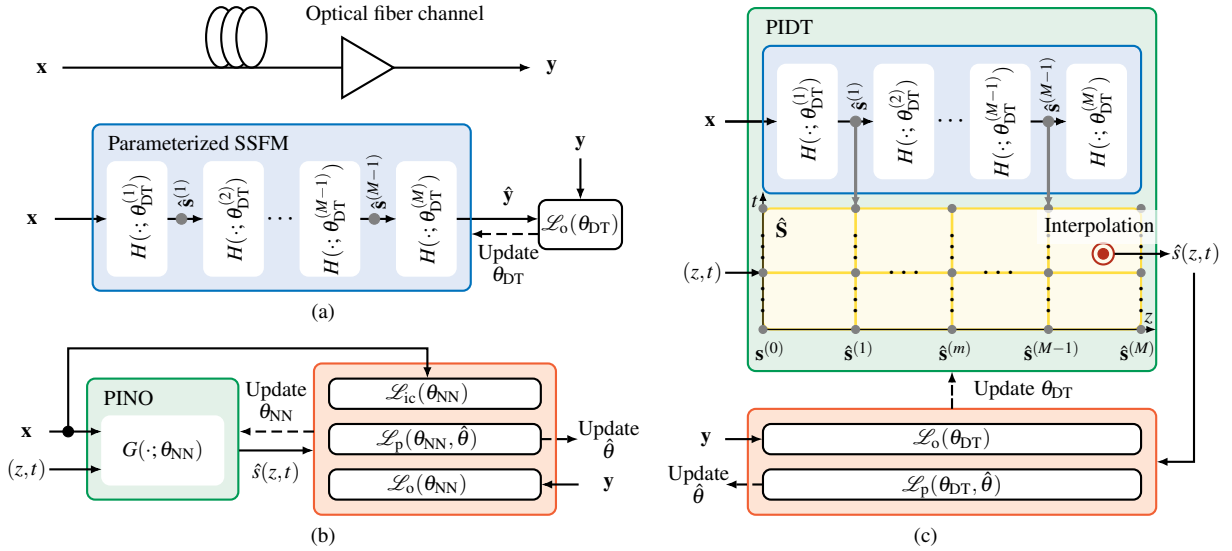 Optical fiber channel
x
y
Parameterized SSFM
y
x
H(·; θ_DT^(1))
ŝ^(1)
H(·; θ_DT^(2))
···
H(·; θ_DT^(M−1))
ŝ^(M−1)
H(·; θ_DT^(M))
ŷ
ℒ_o(θ_DT)
Update
θ_DT
(a)
x
PINO
G(·; θ_NN)
(z, t)
Update
θ_NN
ŝ(z, t)
ℒ_ic(θ_NN)
ℒ_p(θ_NN, θ̂)
ℒ_o(θ_NN)
Update
θ̂
y
(b)
PIDT
x
H(·; θ_DT^(1))
ŝ^(1)
H(·; θ_DT^(2))
···
H(·; θ_DT^(M−1))
ŝ^(M−1)
H(·; θ_DT^(M))
t
Ŝ
Interpolation
(z, t)
··· ···
ŝ(z, t)
z
s^(0) ŝ^(1) ŝ^(m) ŝ^(M−1) ŝ^(M)
Update θ_DT
y
ℒ_o(θ_DT)
Update
θ̂
ℒ_p(θ_DT, θ̂)
(c)